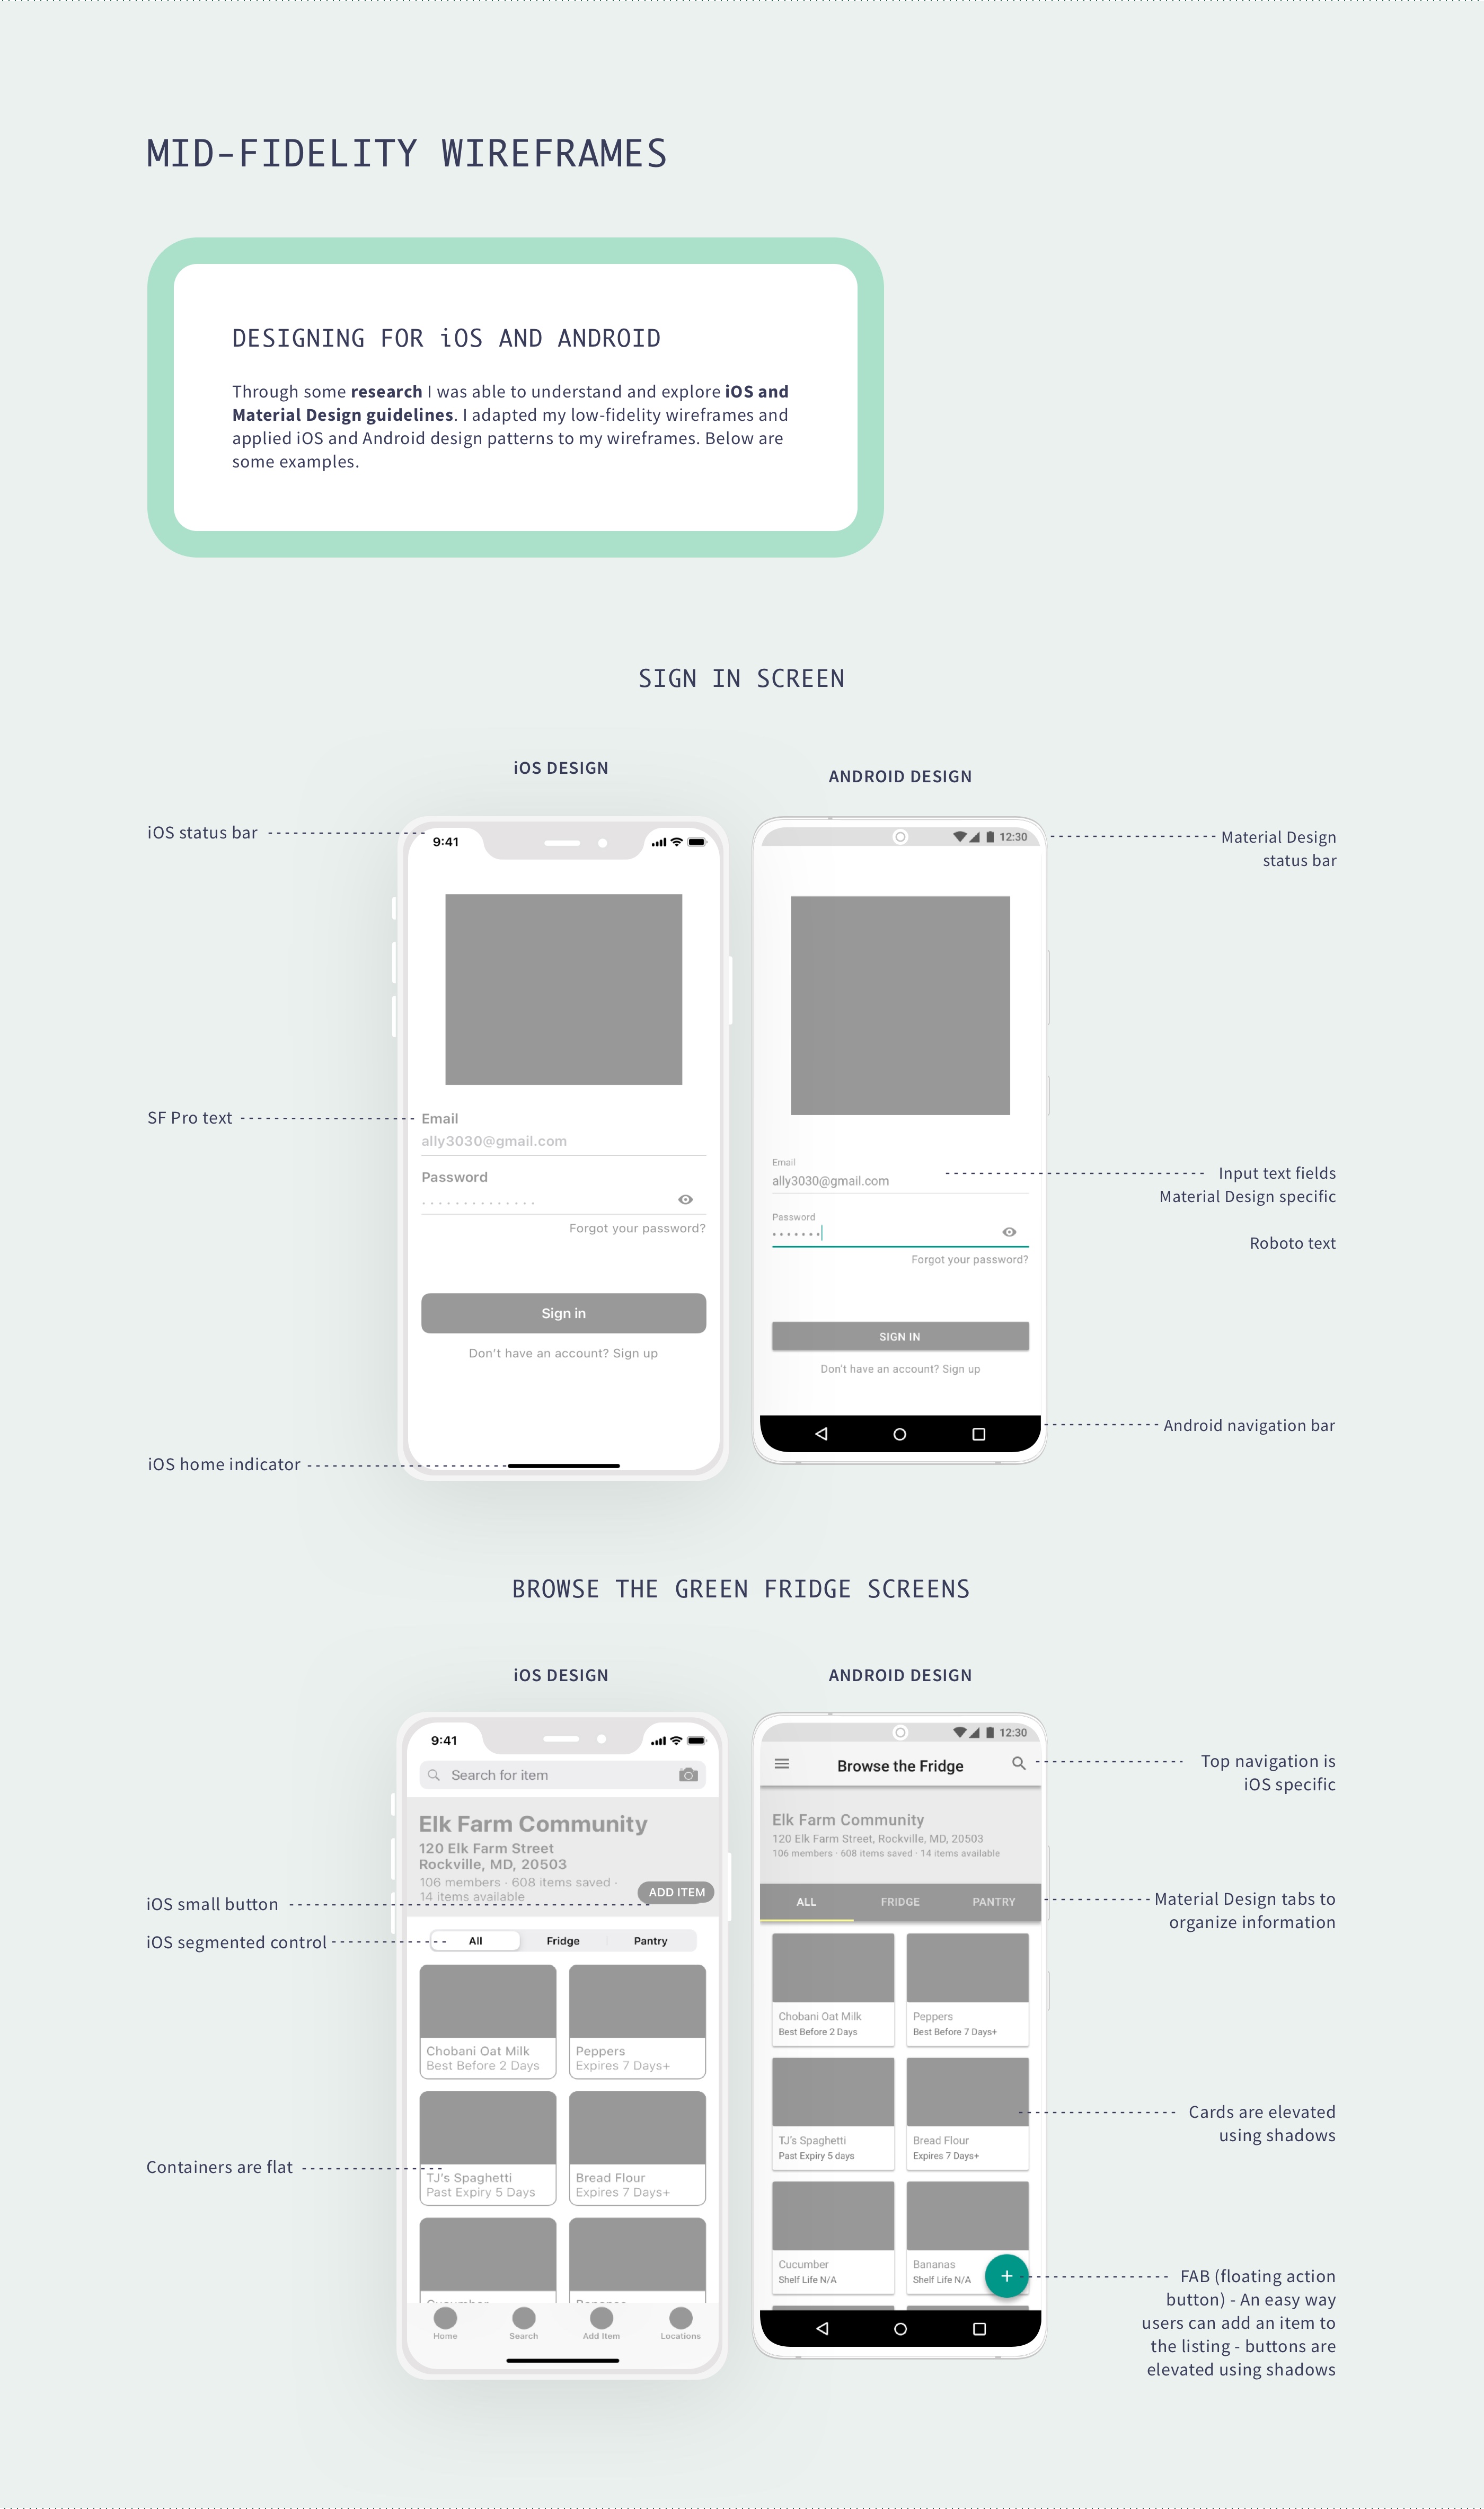 MID-FIDELITY WIREFRAMES
DESIGNING FOR iOS AND ANDROID
Through some research I was able to understand and explore iOS and
Material Design guidelines. I adapted my low-fidelity wireframes and
applied iOS and Android design patterns to my wireframes. Below are
some examples.
SIGN IN SCREEN
iOS DESIGN
iOS status bar
9:41
SF Pro text
Email
ally3030@gmail.com
Password
Forgot your password?
Sign in
Don't have an account? Sign up
iOS home indicator
ANDROID DESIGN
12:30
Material Design
status bar
Email
ally3030@gmail.com
Input text fields
Material Design specific
Password
Roboto text
Forgot your password?
SIGN IN
Don't have an account? Sign up
Android navigation bar
BROWSE THE GREEN FRIDGE SCREENS
iOS DESIGN
9:41
Search for item
Elk Farm Community
120 Elk Farm Street
Rockville, MD, 20503
106 members · 608 items saved ·
14 items available
ADD ITEM
iOS small button
iOS segmented control
All Fridge Pantry
Chobani Oat Milk
Best Before 2 Days
Peppers
Expires 7 Days+
Containers are flat
TJ's Spaghetti
Past Expiry 5 Days
Bread Flour
Expires 7 Days+
Cucumber
Bananas
Home Search Add Item Locations
ANDROID DESIGN
12:30
Browse the Fridge
Top navigation is
iOS specific
Elk Farm Community
120 Elk Farm Street, Rockville, MD, 20503
106 members · 608 items saved · 14 items available
ALL FRIDGE PANTRY
Material Design tabs to
organize information
Chobani Oat Milk
Best Before 2 Days
Peppers
Best Before 7 Days+
TJ's Spaghetti
Past Expiry 5 days
Bread Flour
Expires 7 Days+
Cards are elevated
using shadows
Cucumber
Shelf Life N/A
Bananas
Shelf Life N/A
+
FAB (floating action
button) - An easy way
users can add an item to
the listing - buttons are
elevated using shadows